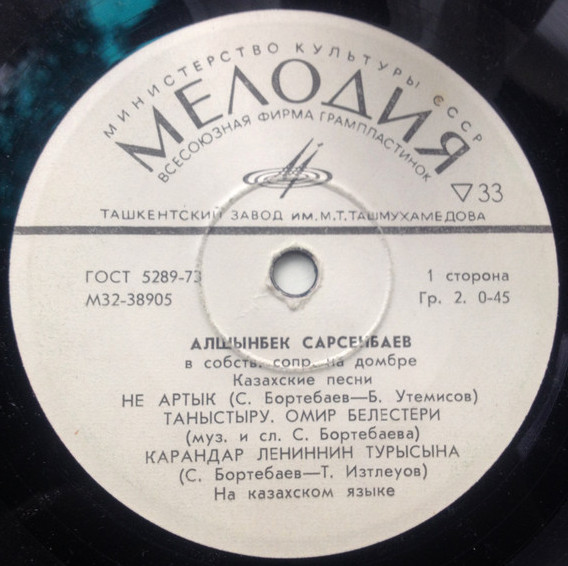 МИНИСТЕРСТВО КУЛЬТУРЫ СССР
МЕЛОДИЯ
ВСЕСОЮЗНАЯ ФИРМА ГРАМПЛАСТИНОК
▽33
ТАШКЕНТСКИЙ ЗАВОД ИМ. М.Т.ТАШМУХАМЕДОВА
ГОСТ 5289-73
М32-38905
1 сторона
Гр. 2. 0-45
АЛШЫНБЕК САРСЕНБАЕВ
в собств. сопр. на домбре
Казахские песни
НЕ АРТЫК (С. Бортебаев—Б. Утемисов)
ТАНЫСТЫРУ. ОМИР БЕЛЕСТЕРИ
(муз. и сл. С. Бортебаева)
КАРАНДАР ЛЕНИННИН ТУРЫСЫНА
(С. Бортебаев—Т. Изтлеуов)
На казахском языке